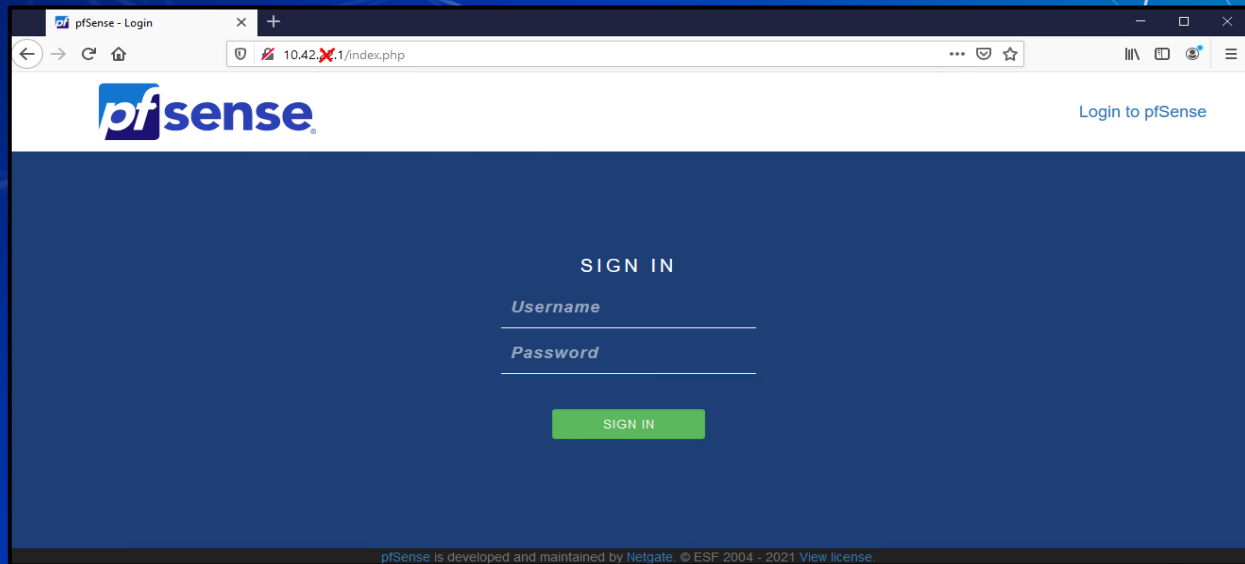 pfSense - Login
10.42. .1/index.php
pfsense
Login to pfSense
SIGN IN
Username
Password
SIGN IN
pfSense is developed and maintained by Netgate. © ESF 2004 - 2021 View license.